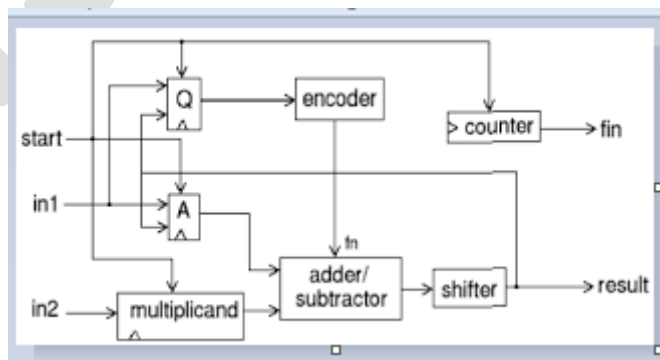 Q
encoder
> counter
fin
start
in1
A
fn
adder/
subtractor
shifter
result
in2
multiplicand